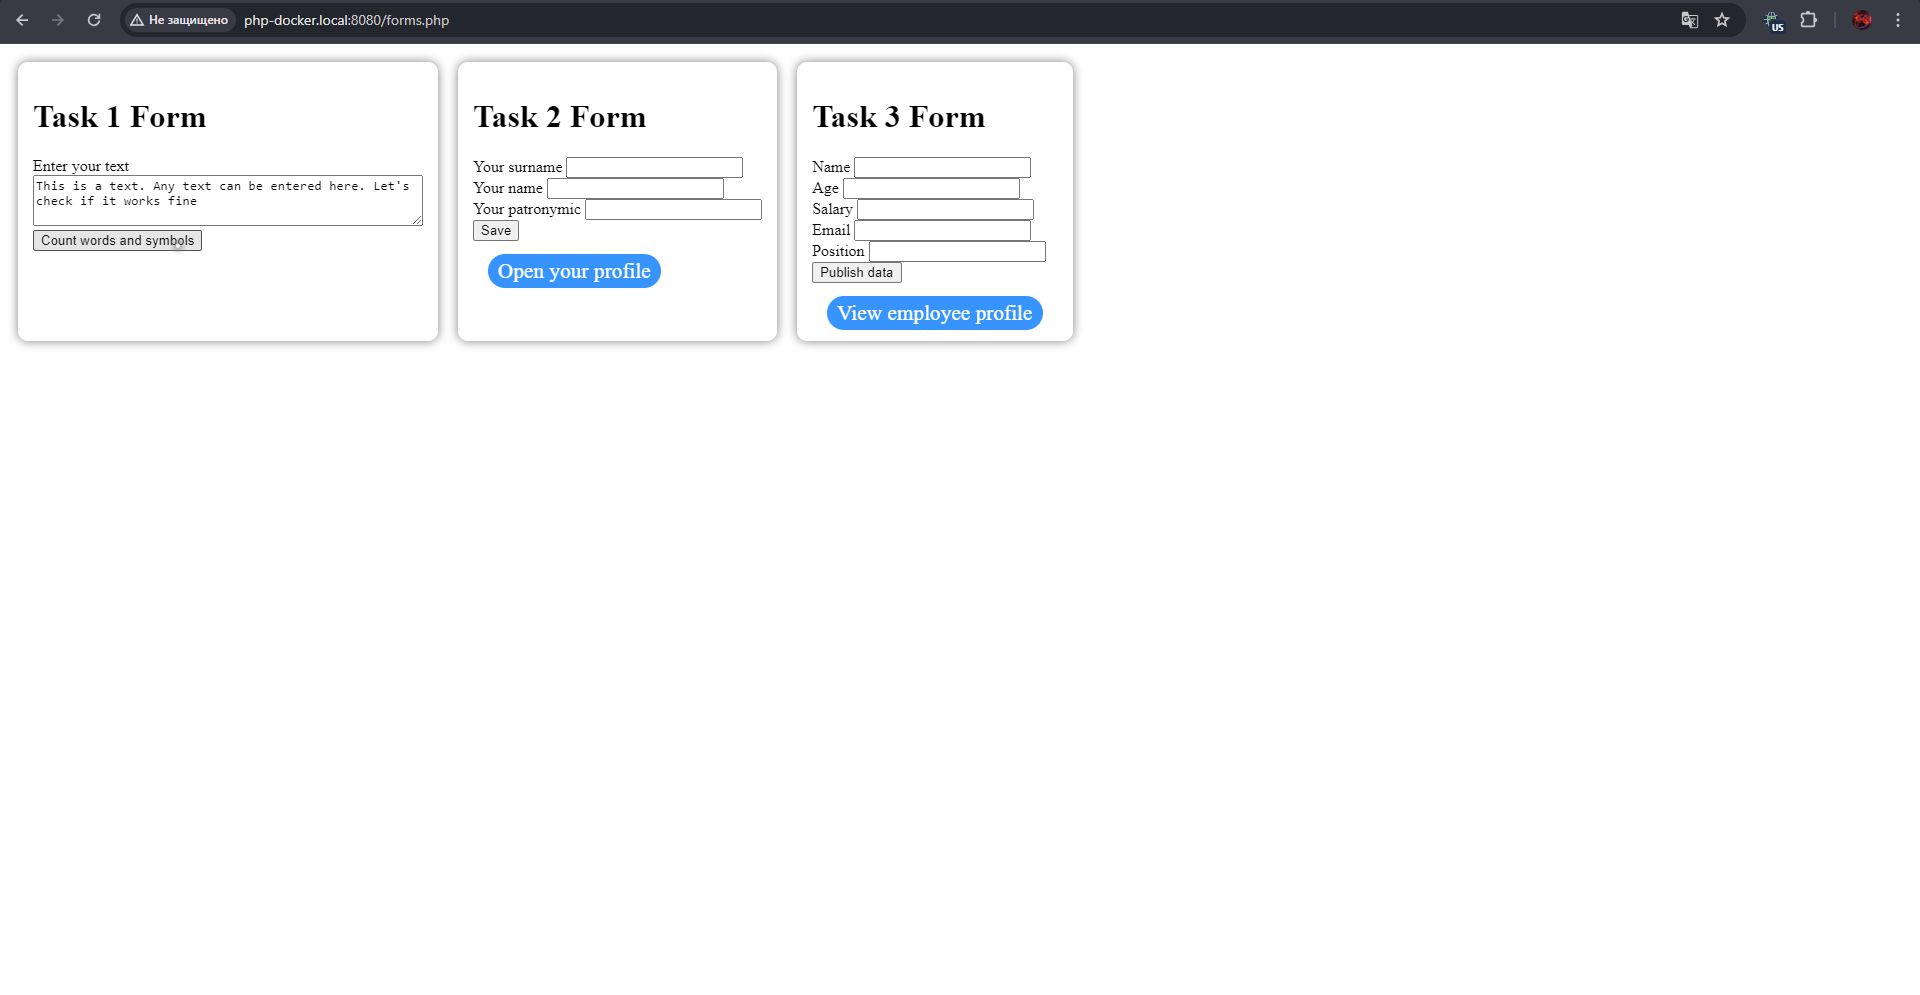 Не защищено php-docker.local:8080/forms.php
US
Task 1 Form
Enter your text
This is a text. Any text can be entered here. Let's
check if it works fine
Count words and symbols
Task 2 Form
Your surname
Your name
Your patronymic
Save
Open your profile
Task 3 Form
Name
Age
Salary
Email
Position
Publish data
View employee profile